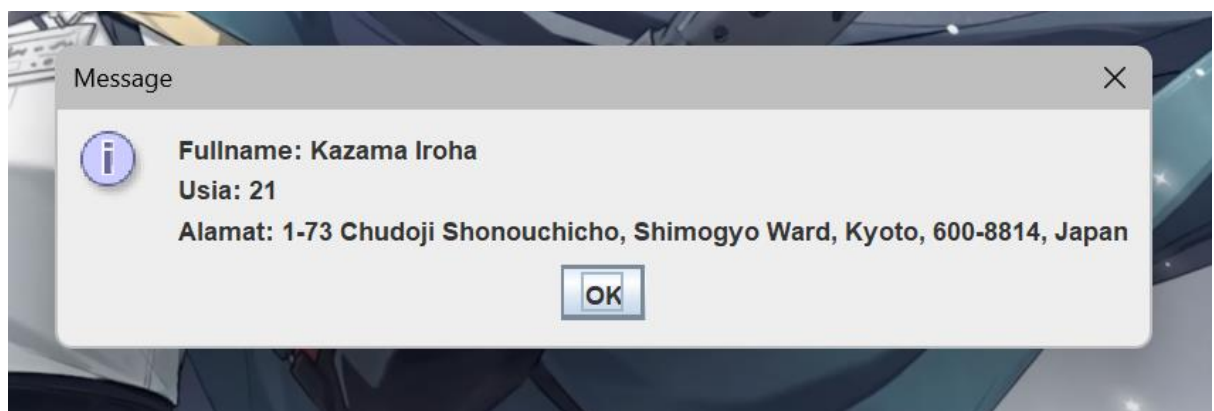 Message
Fullname: Kazama Iroha
Usia: 21
Alamat: 1-73 Chudoji Shonouchicho, Shimogyo Ward, Kyoto, 600-8814, Japan
OK